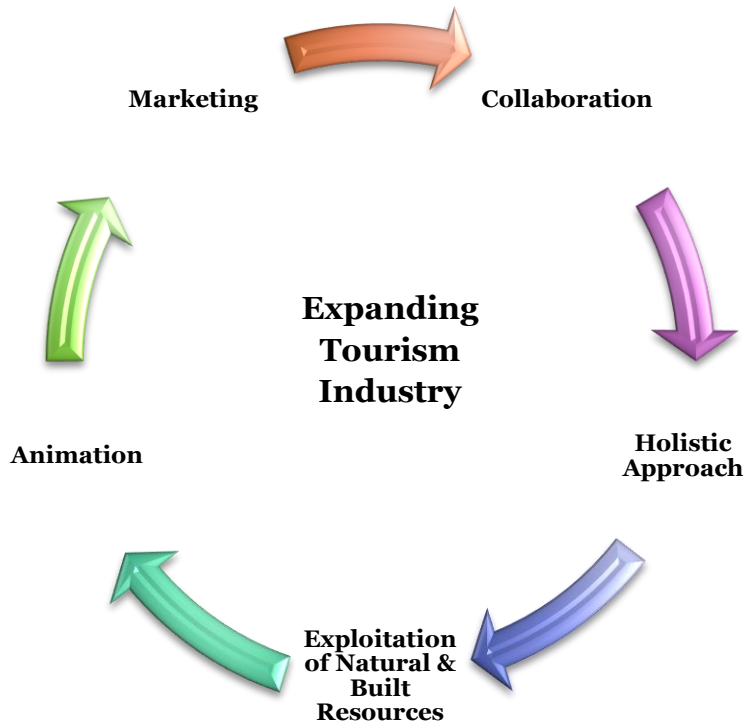 Marketing
Collaboration
Expanding
Tourism
Industry
Animation
Holistic
Approach
Exploitation
of Natural &
Built
Resources